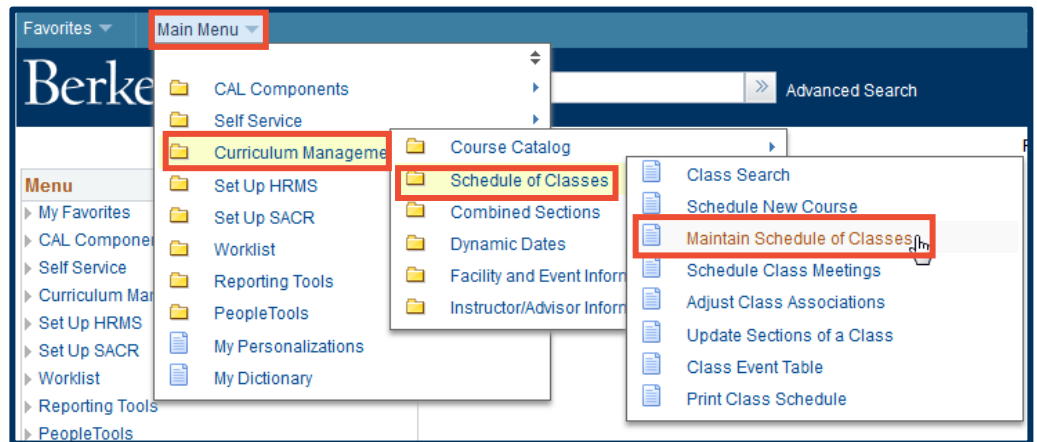 Favorites
Main Menu
Berke
Advanced Search
CAL Components
Self Service
Curriculum Manageme
Set Up HRMS
Set Up SACR
Worklist
Reporting Tools
PeopleTools
My Personalizations
My Dictionary
Course Catalog
Schedule of Classes
Combined Sections
Dynamic Dates
Facility and Event Inforn
Instructor/Advisor Inforn
Class Search
Schedule New Course
Maintain Schedule of Classes
Schedule Class Meetings
Adjust Class Associations
Update Sections of a Class
Class Event Table
Print Class Schedule
Menu
My Favorites
CAL Componer
Self Service
Curriculum Mar
Set Up HRMS
Set Up SACR
Worklist
Reporting Tools
PeopleTools